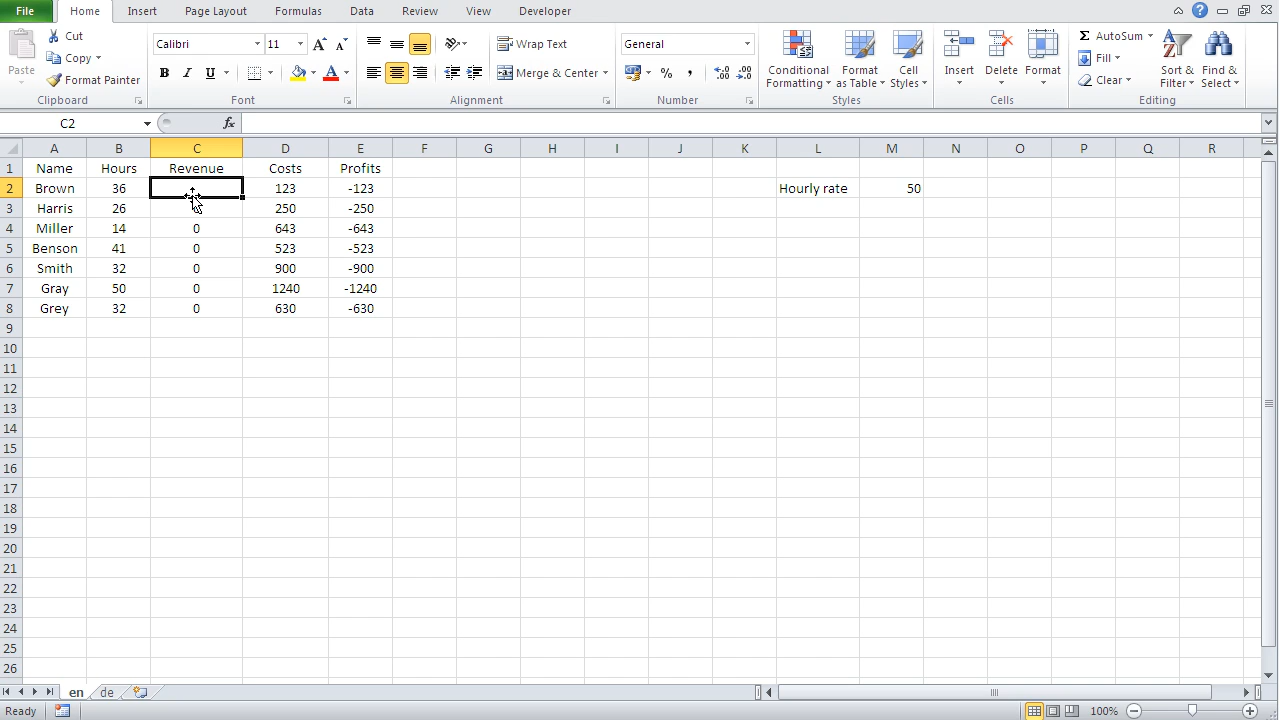 File Home Insert Page Layout Formulas Data Review View Developer
Paste Cut Copy Format Painter Clipboard
Calibri 11 A A B I U A Font
Wrap Text Merge & Center Alignment
General % , Number
Conditional Formatting Format as Table Cell Styles Styles
Insert Delete Format Cells
Σ AutoSum Fill Clear Sort & Filter Find & Select Editing
C2 fx
A B C D E F G H I J K L M N O P Q R
1 Name Hours Revenue Costs Profits
2 Brown 36 123 -123 Hourly rate 50
3 Harris 26 250 -250
4 Miller 14 0 643 -643
5 Benson 41 0 523 -523
6 Smith 32 0 900 -900
7 Gray 50 0 1240 -1240
8 Grey 32 0 630 -630
9
10
11
12
13
14
15
16
17
18
19
20
21
22
23
24
25
26
en de
Ready 100%